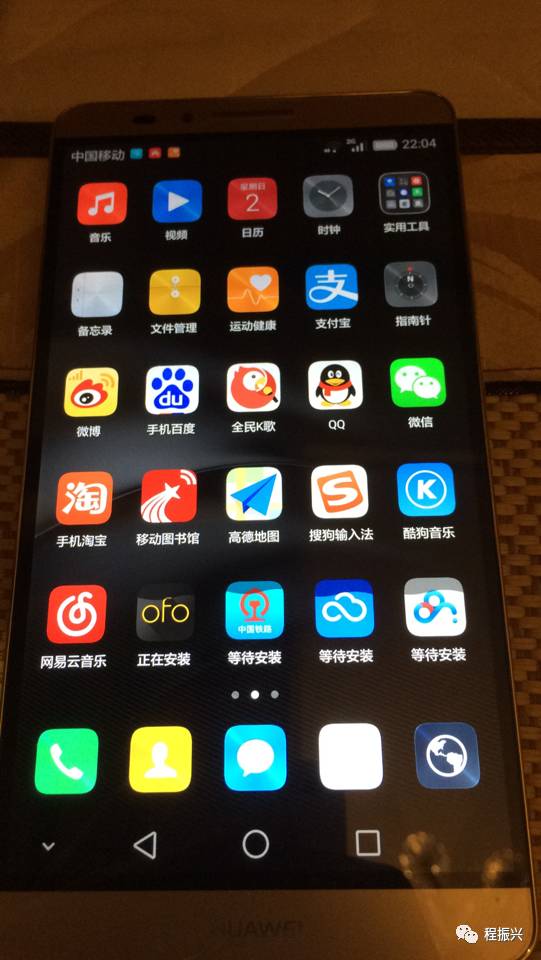 中国移动 2G 22:04
星期日
2
音乐 视频 日历 时钟 实用工具
N
备忘录 文件管理 运动健康 支付宝 指南针
du
微博 手机百度 全民K歌 QQ 微信
淘 S K
手机淘宝 移动图书馆 高德地图 搜狗输入法 酷狗音乐
ofo 中国铁路
网易云音乐 正在安装 等待安装 等待安装 等待安装
HUAWEI
程振兴